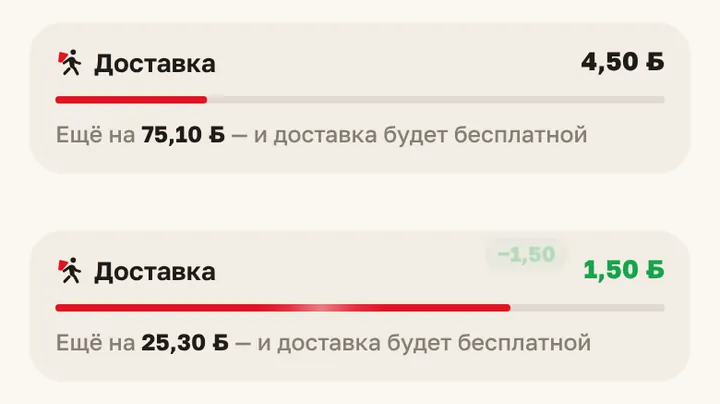 Доставка 4,50 Б
Ещё на 75,10 Б — и доставка будет бесплатной
−1,50
Доставка 1,50 Б
Ещё на 25,30 Б — и доставка будет бесплатной